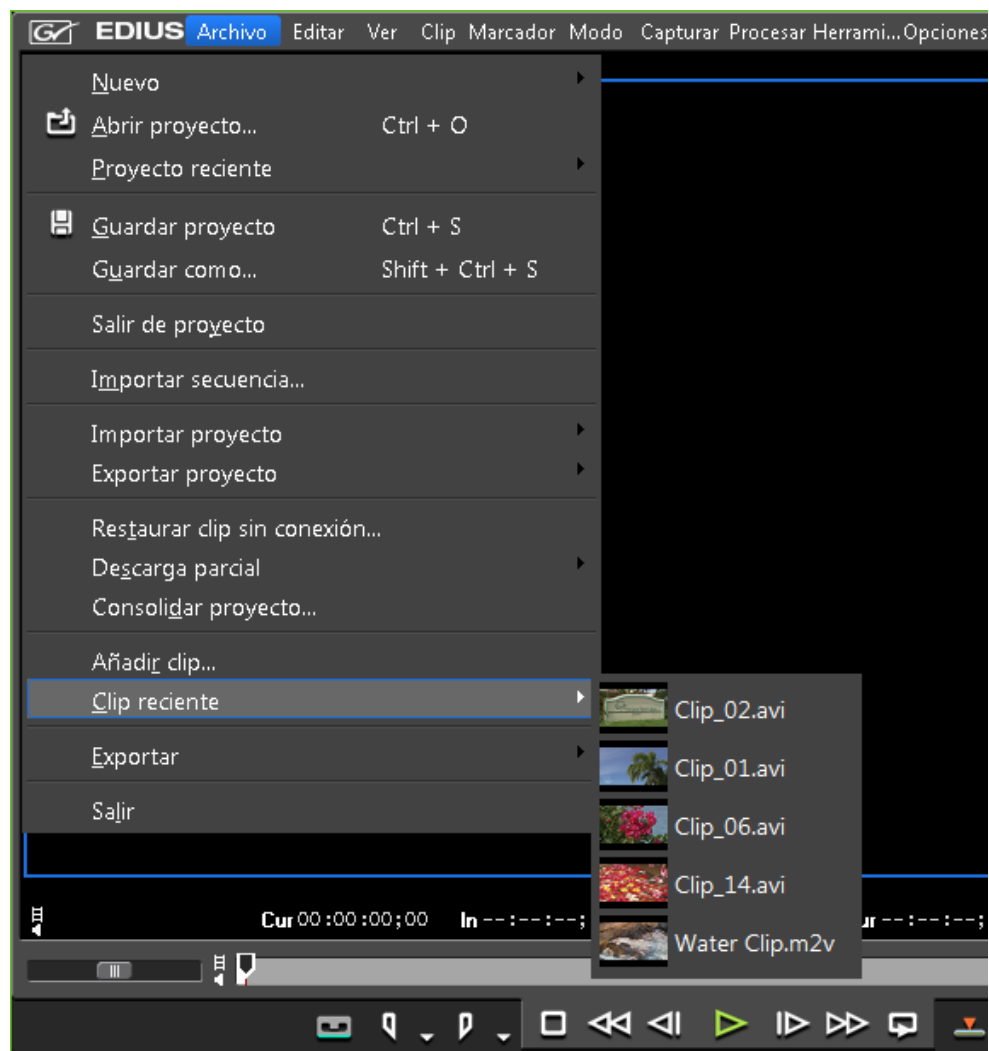 EDIUS Archivo Editar Ver Clip Marcador Modo Capturar Procesar Herrami... Opciones
Nuevo
Abrir proyecto... Ctrl + O
Proyecto reciente
Guardar proyecto Ctrl + S
Guardar como... Shift + Ctrl + S
Salir de proyecto
Importar secuencia...
Importar proyecto
Exportar proyecto
Restaurar clip sin conexión...
Descarga parcial
Consolidar proyecto...
Añadir clip...
Clip reciente
Exportar
Salir
Clip_02.avi
Clip_01.avi
Clip_06.avi
Clip_14.avi
Water Clip.m2v
Cur 00:00:00;00 In --:--:--; ur --:--:--;